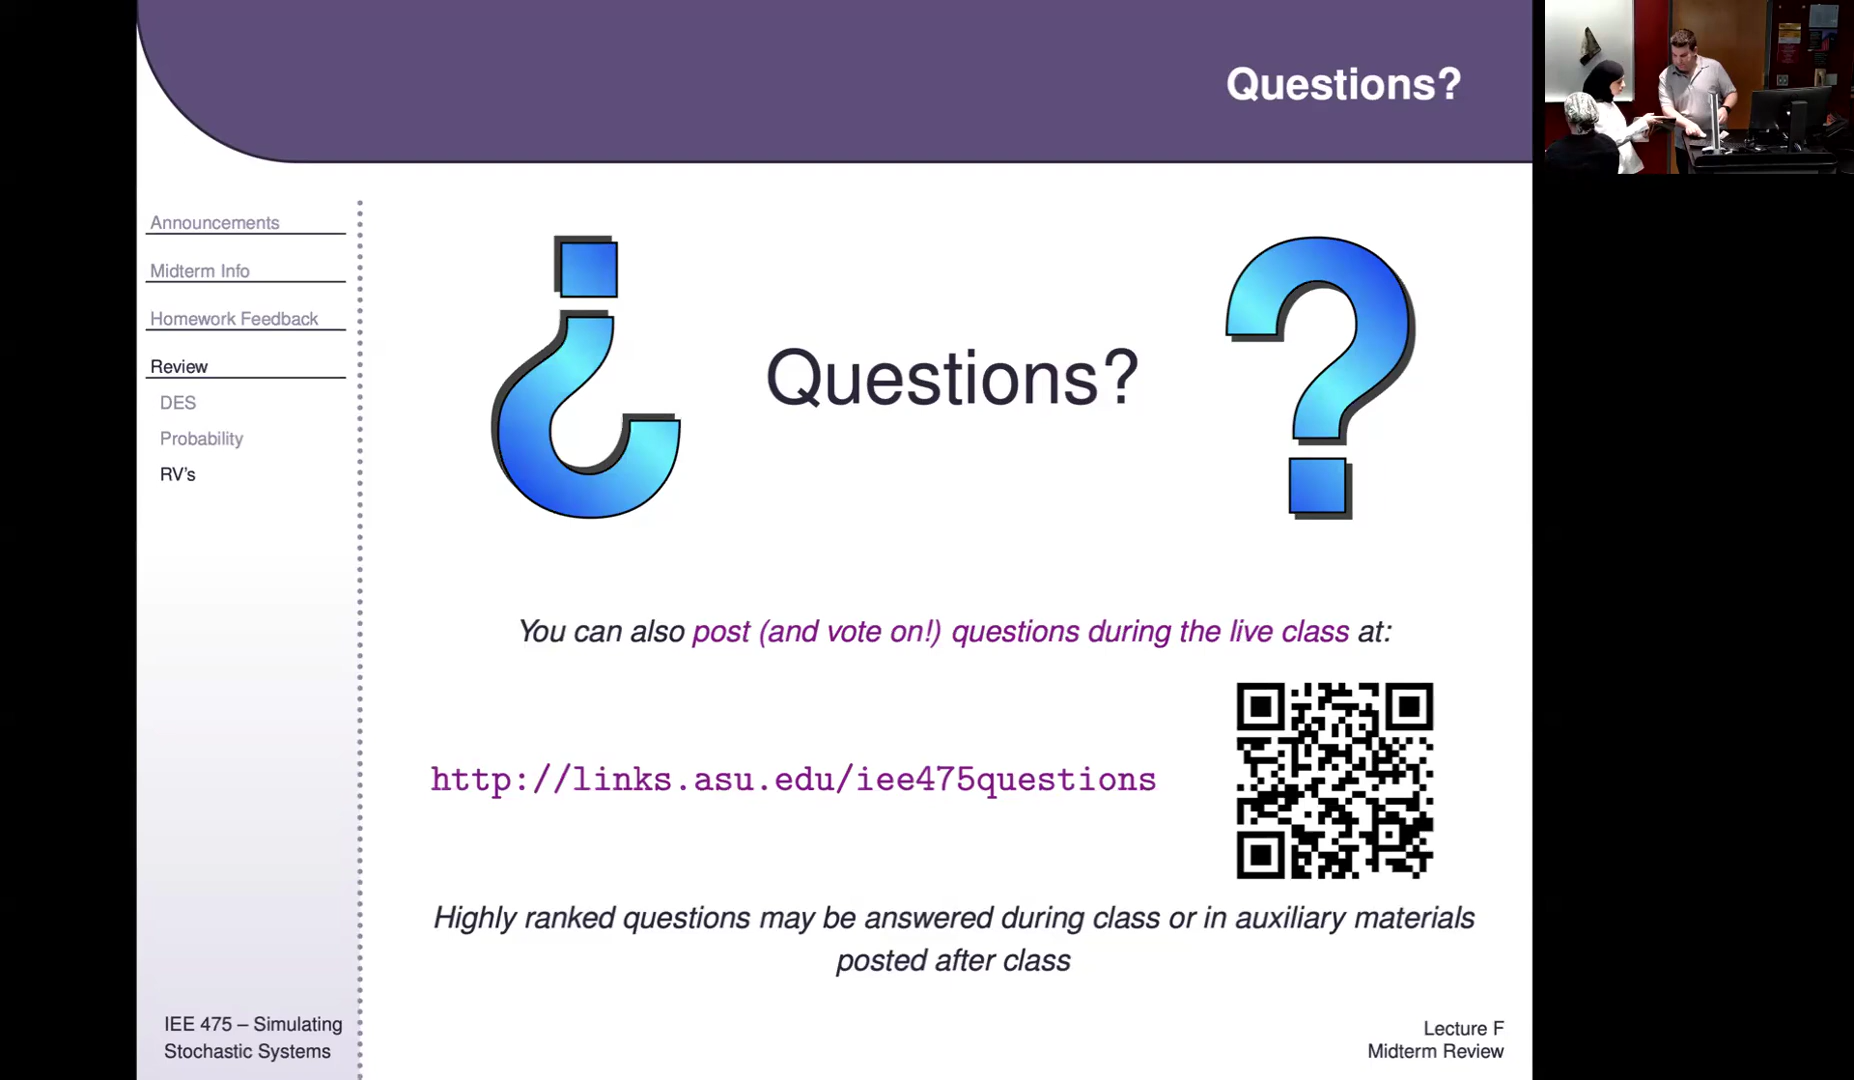 Questions?
Announcements
Midterm Info
Homework Feedback
Review
DES
Probability
RV's
Questions?
You can also post (and vote on!) questions during the live class at:
http://links.asu.edu/iee475questions
Highly ranked questions may be answered during class or in auxiliary materials
posted after class
IEE 475 – Simulating
Stochastic Systems
Lecture F
Midterm Review